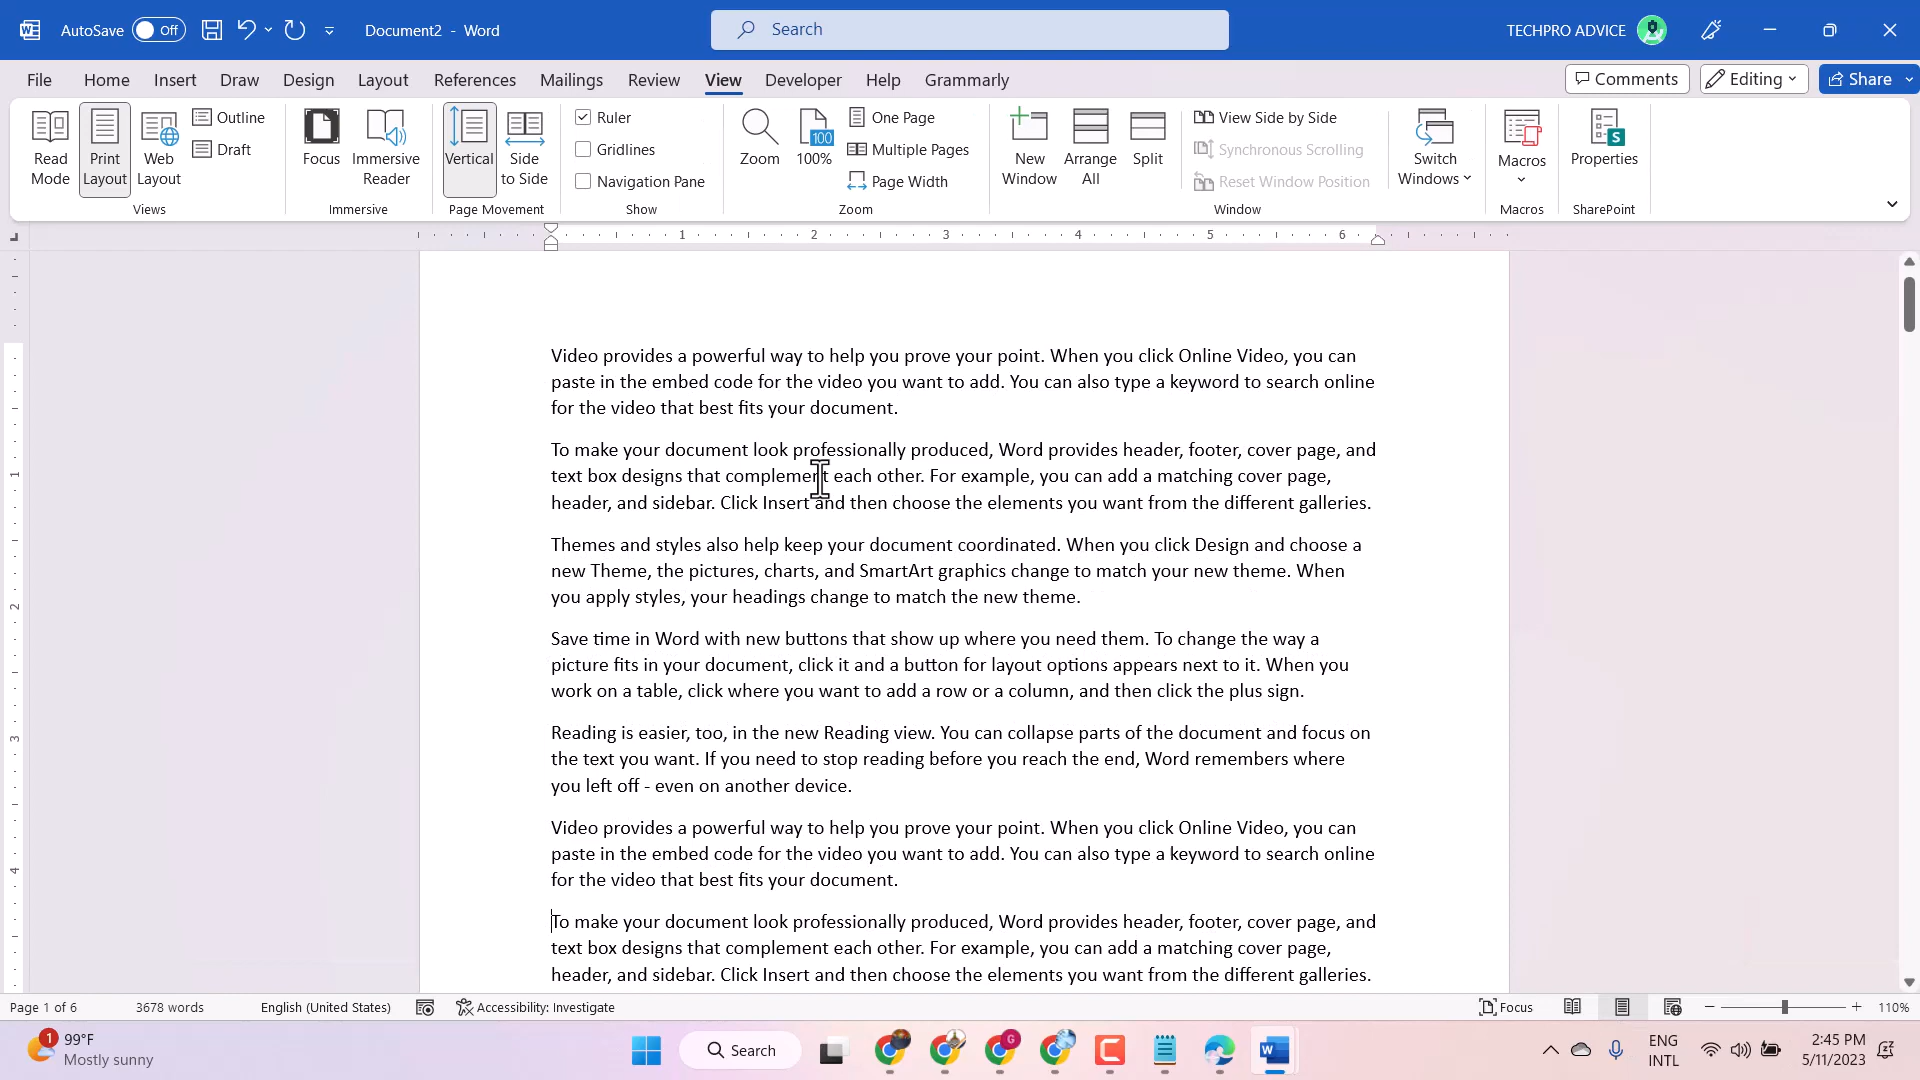 AutoSave Off Document2 - Word Search TECHPRO ADVICE
File Home Insert Draw Design Layout References Mailings Review View Developer Help Grammarly Comments Editing Share
Read Mode
Print Layout
Web Layout
Outline
Draft
Views
Focus
Immersive Reader
Immersive
Vertical
Side to Side
Page Movement
Ruler
Gridlines
Navigation Pane
Show
Zoom
100
100%
One Page
Multiple Pages
Page Width
Zoom
New Window
Arrange All
Split
View Side by Side
Synchronous Scrolling
Reset Window Position
Switch Windows
Window
Macros
Macros
S
Properties
SharePoint
1 2 3 4 5 6
Video provides a powerful way to help you prove your point. When you click Online Video, you can
paste in the embed code for the video you want to add. You can also type a keyword to search online
for the video that best fits your document.
To make your document look professionally produced, Word provides header, footer, cover page, and
text box designs that complement each other. For example, you can add a matching cover page,
header, and sidebar. Click Insert and then choose the elements you want from the different galleries.
Themes and styles also help keep your document coordinated. When you click Design and choose a
new Theme, the pictures, charts, and SmartArt graphics change to match your new theme. When
you apply styles, your headings change to match the new theme.
Save time in Word with new buttons that show up where you need them. To change the way a
picture fits in your document, click it and a button for layout options appears next to it. When you
work on a table, click where you want to add a row or a column, and then click the plus sign.
Reading is easier, too, in the new Reading view. You can collapse parts of the document and focus on
the text you want. If you need to stop reading before you reach the end, Word remembers where
you left off - even on another device.
Video provides a powerful way to help you prove your point. When you click Online Video, you can
paste in the embed code for the video you want to add. You can also type a keyword to search online
for the video that best fits your document.
To make your document look professionally produced, Word provides header, footer, cover page, and
text box designs that complement each other. For example, you can add a matching cover page,
header, and sidebar. Click Insert and then choose the elements you want from the different galleries.
1
2
3
4
Page 1 of 6 3678 words English (United States) Accessibility: Investigate Focus 110%
1
99°F
Mostly sunny
Search
G
W
ENG
INTL
2:45 PM
5/11/2023